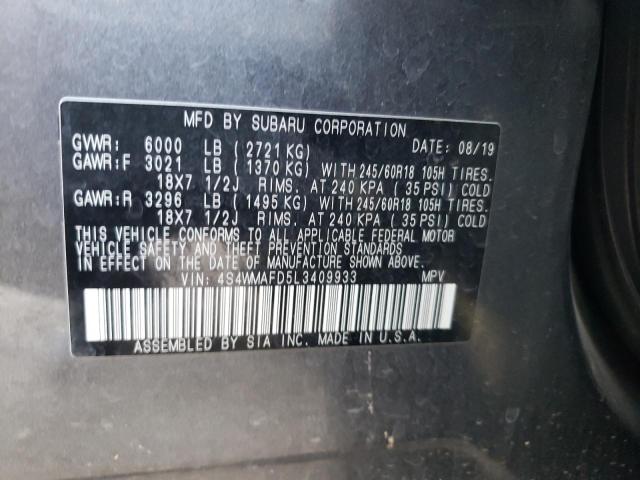 MFD BY SUBARU CORPORATION
GVWR: 6000 LB ( 2721 KG) DATE: 08/19
GAWR:F 3021 LB ( 1370 KG) WITH 245/60R18 105H TIRES.
18X7 1/2J RIMS. AT 240 KPA ( 35 PSI) COLD
GAWR:R 3296 LB ( 1495 KG) WITH 245/60R18 105H TIRES.
18X7 1/2J RIMS. AT 240 KPA ( 35 PSI) COLD
THIS VEHICLE CONFORMS TO ALL APPLICABLE FEDERAL MOTOR
VEHICLE SAFETY AND THEFT PREVENTION STANDARDS
IN EFFECT ON THE DATE OF MANUFACTURE SHOWN ABOVE.
VIN: 4S4WMAFD5L3409933 MPV
ASSEMBLED BY SIA INC. MADE IN U.S.A.